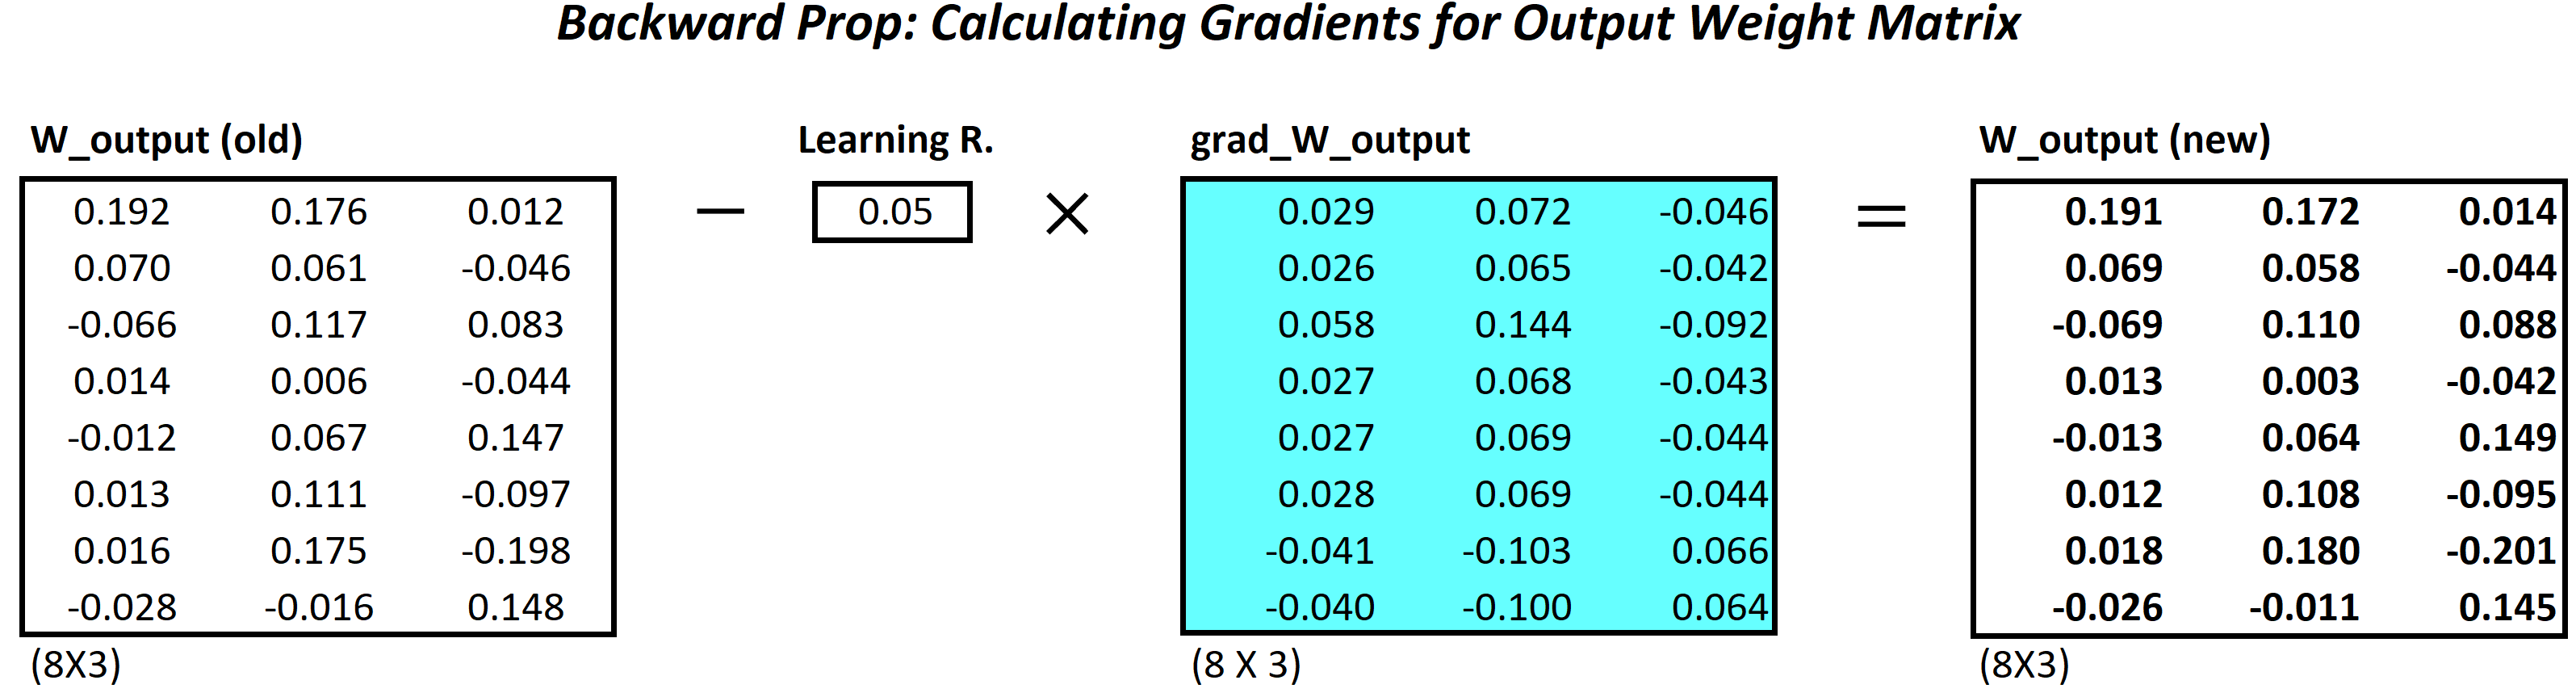 Backward Prop: Calculating Gradients for Output Weight Matrix
W_output (old) Learning R. grad_W_output W_output (new)
0.192 0.176 0.012 — 0.05 × 0.029 0.072 -0.046 = 0.191 0.172 0.014
0.070 0.061 -0.046 0.026 0.065 -0.042 0.069 0.058 -0.044
-0.066 0.117 0.083 0.058 0.144 -0.092 -0.069 0.110 0.088
0.014 0.006 -0.044 0.027 0.068 -0.043 0.013 0.003 -0.042
-0.012 0.067 0.147 0.027 0.069 -0.044 -0.013 0.064 0.149
0.013 0.111 -0.097 0.028 0.069 -0.044 0.012 0.108 -0.095
0.016 0.175 -0.198 -0.041 -0.103 0.066 0.018 0.180 -0.201
-0.028 -0.016 0.148 -0.040 -0.100 0.064 -0.026 -0.011 0.145
(8X3) (8 X 3) (8X3)